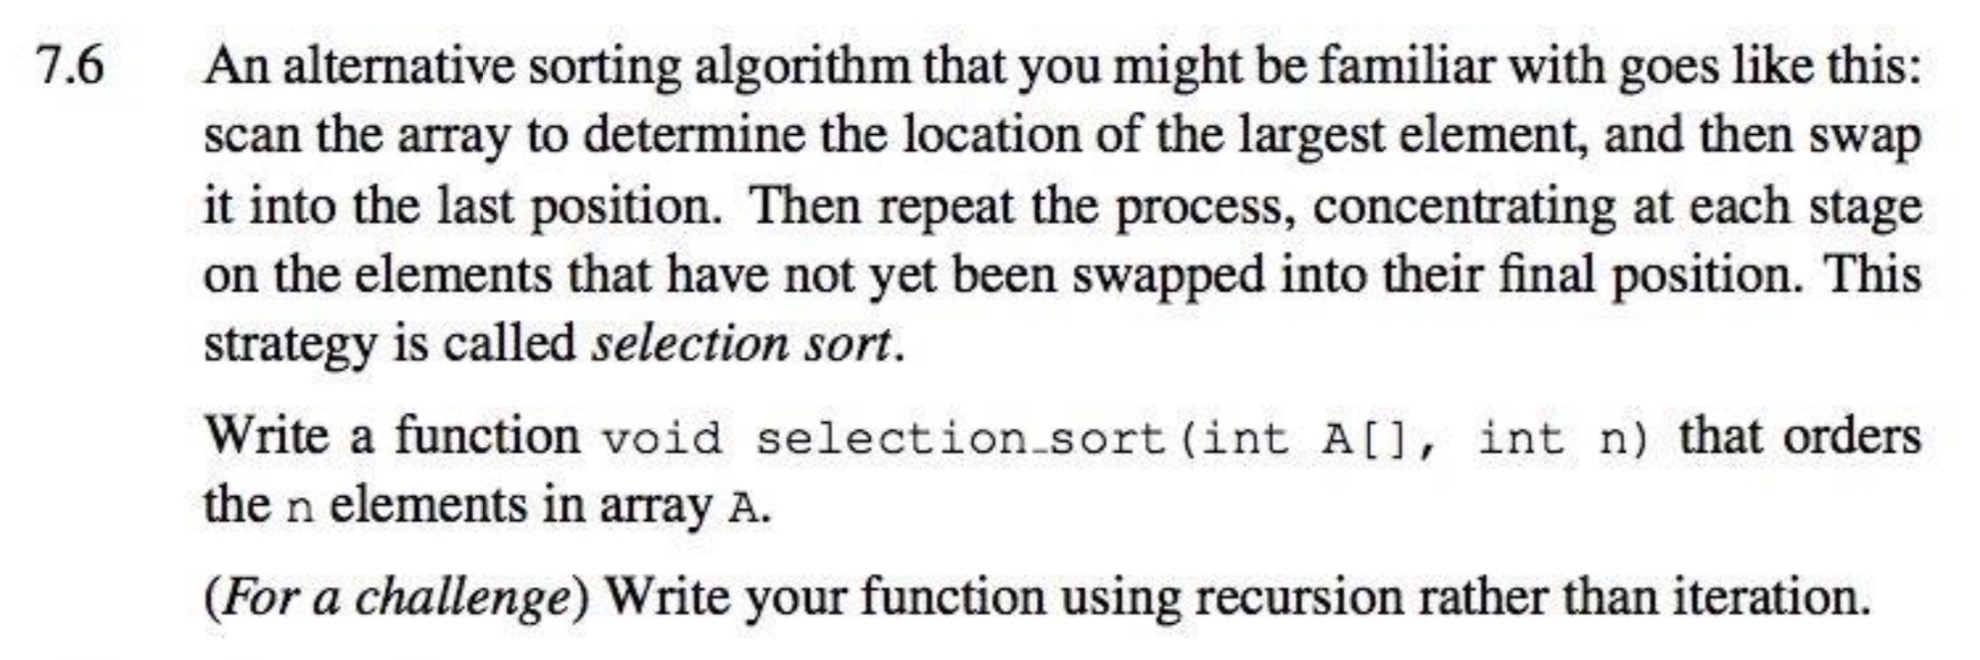 7.6 An alternative sorting algorithm that you might be familiar with goes like this:
scan the array to determine the location of the largest element, and then swap
it into the last position. Then repeat the process, concentrating at each stage
on the elements that have not yet been swapped into their final position. This
strategy is called selection sort.
Write a function void selection_sort(int A[], int n) that orders
the n elements in array A.
(For a challenge) Write your function using recursion rather than iteration.